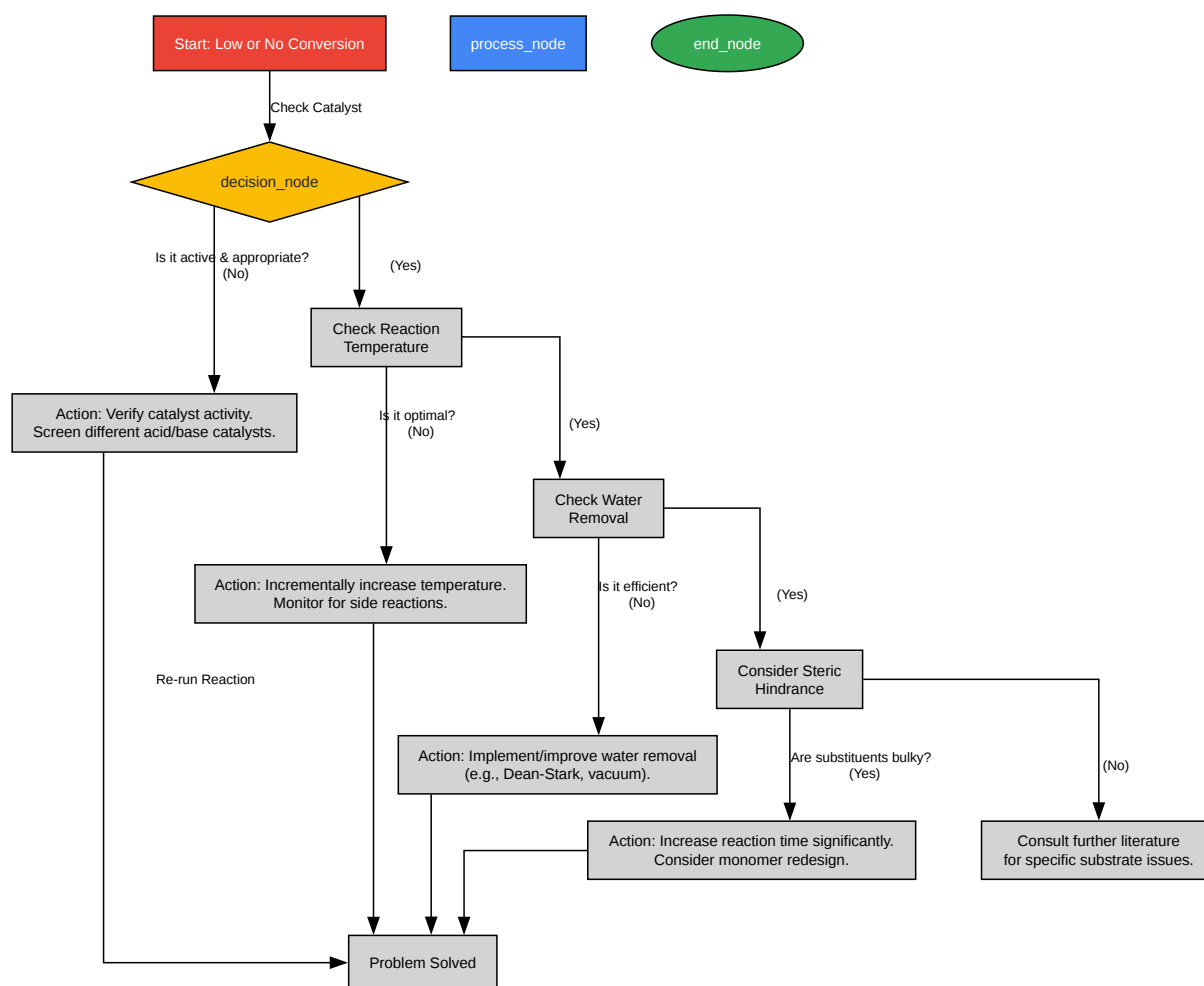 Start: Low or No Conversion
process_node
end_node
Check Catalyst
decision_node
Is it active & appropriate?
(No)
(Yes)
Check Reaction
Temperature
Action: Verify catalyst activity.
Screen different acid/base catalysts.
Is it optimal?
(No)
(Yes)
Check Water
Removal
Action: Incrementally increase temperature.
Monitor for side reactions.
Is it efficient?
(No)
(Yes)
Re-run Reaction
Consider Steric
Hindrance
Action: Implement/improve water removal
(e.g., Dean-Stark, vacuum).
Are substituents bulky?
(Yes)
(No)
Action: Increase reaction time significantly.
Consider monomer redesign.
Consult further literature
for specific substrate issues.
Problem Solved